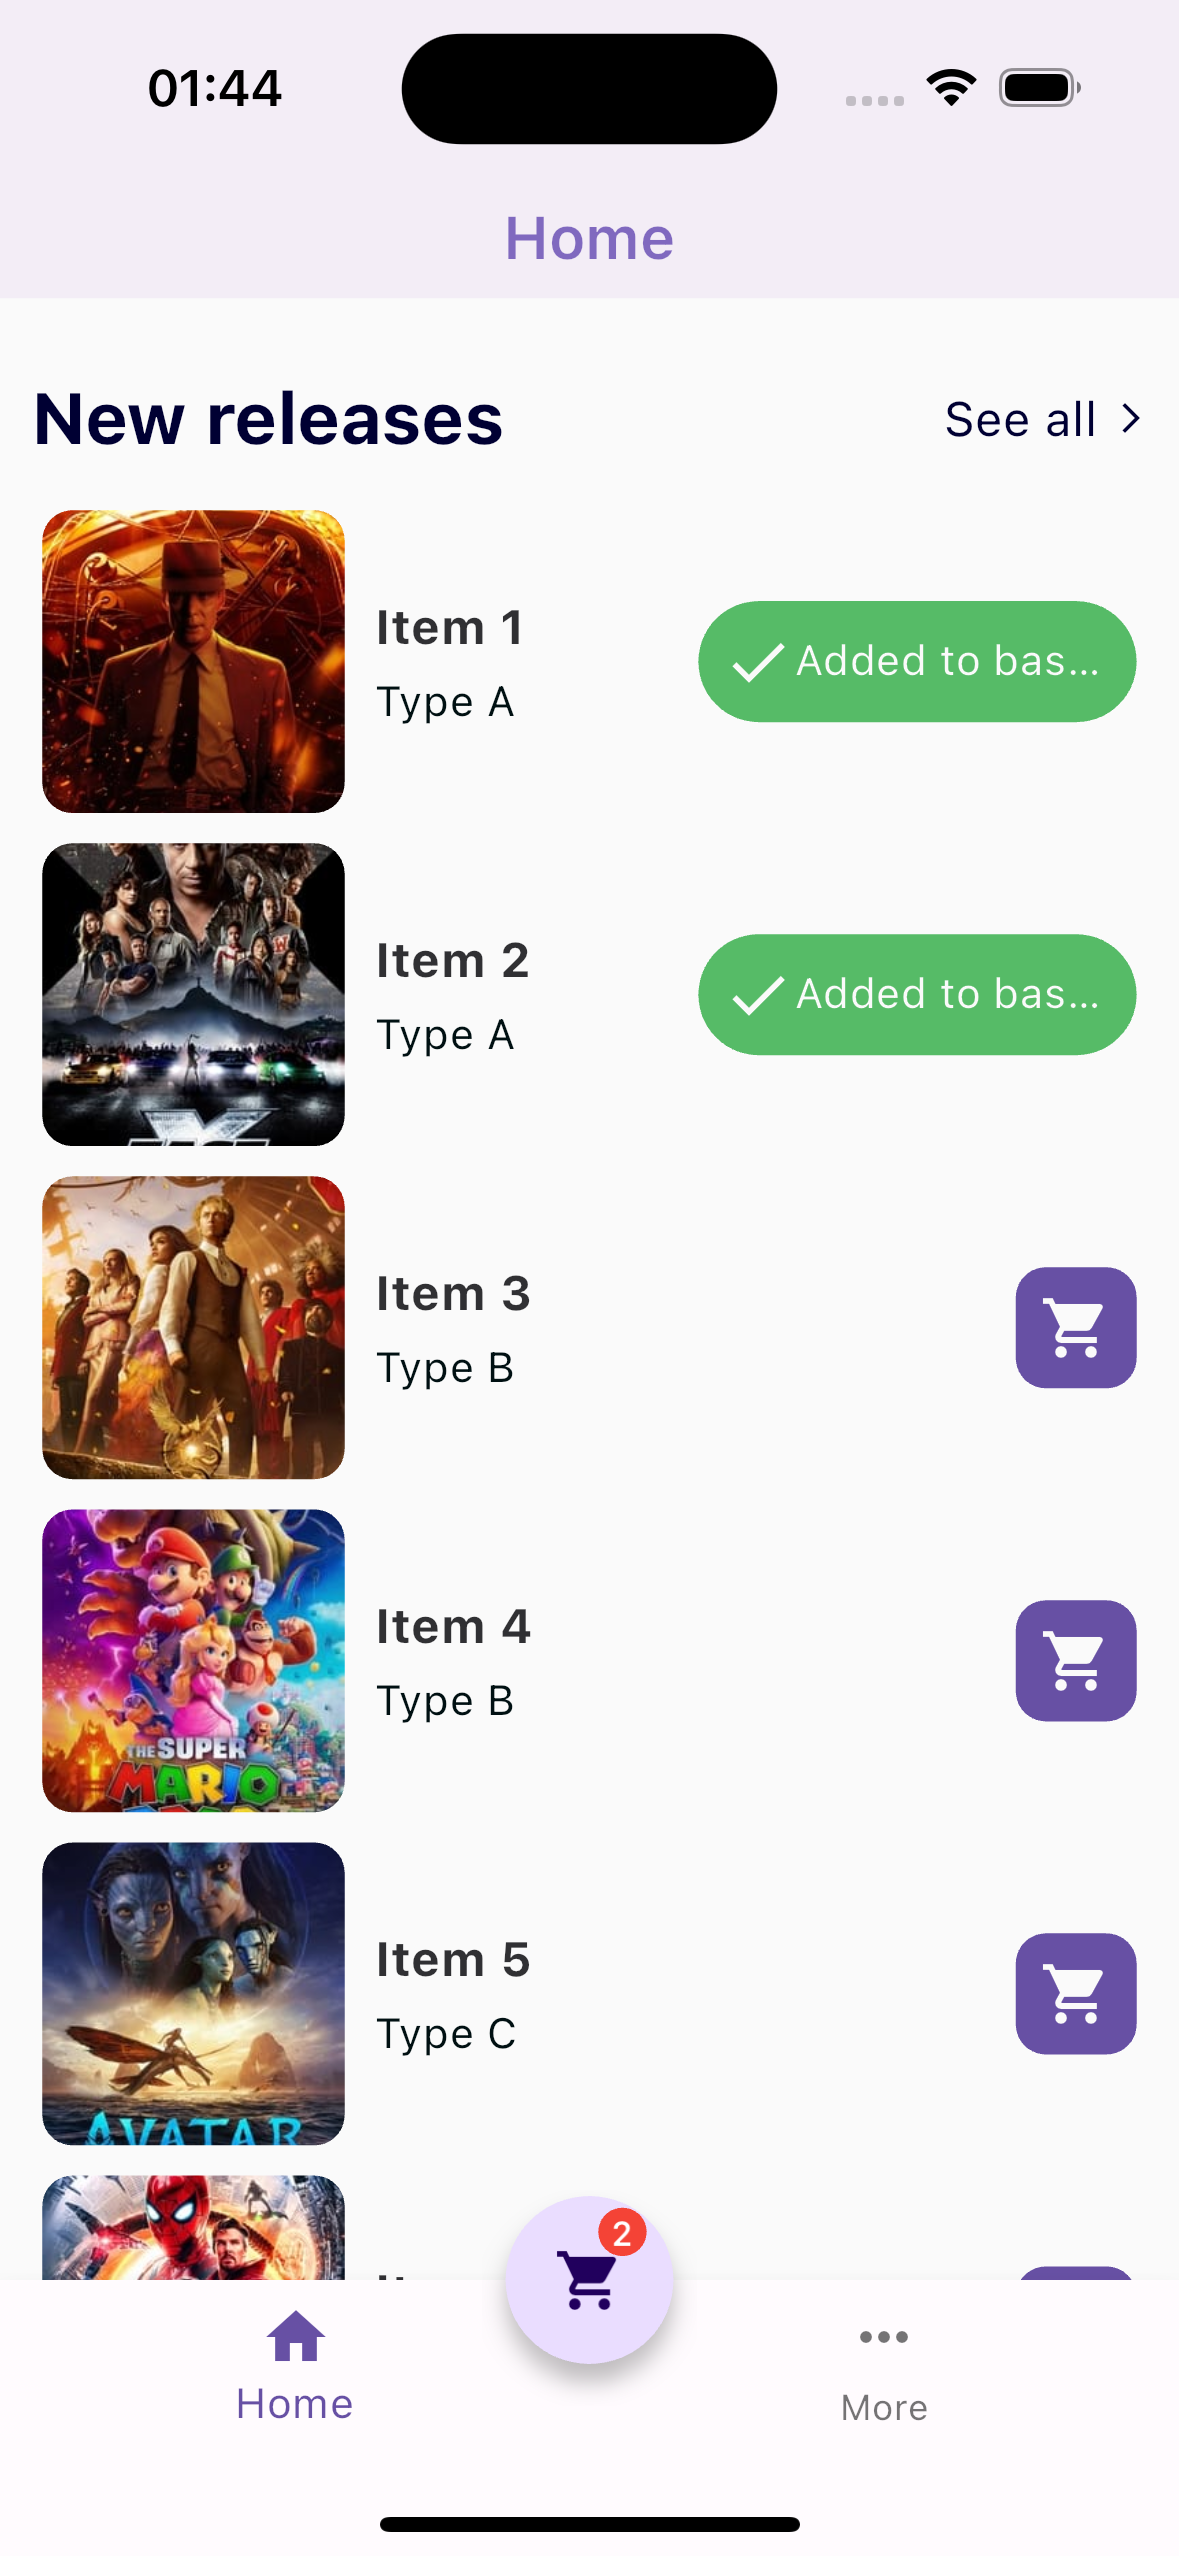 01:44
Home
New releases
See all
Item 1
Type A
Added to bas...
Item 2
Type A
Added to bas...
W
Item 3
Type B
Item 4
Type B
THE SUPER
MARIO
Item 5
Type C
AVATAR
2
Home
More